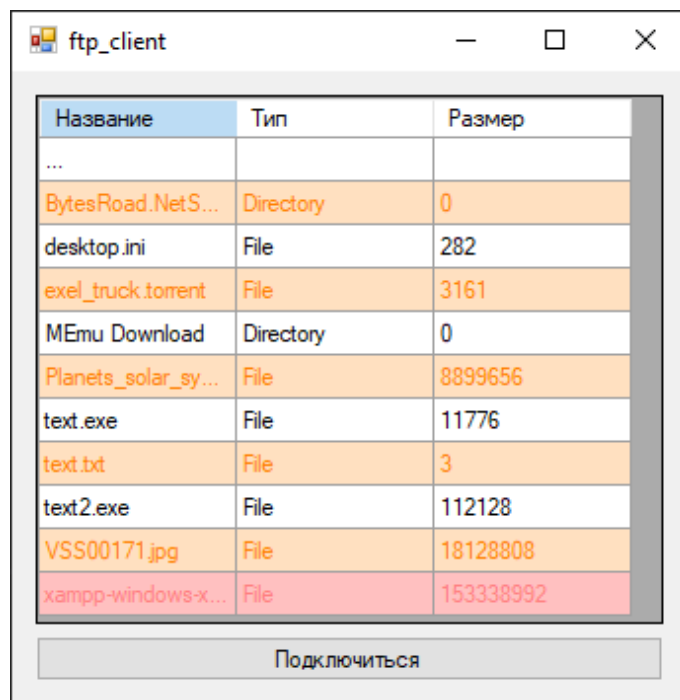 ftp_client
Название Тип Размер
...
BytesRoad.NetS... Directory 0
desktop.ini File 282
exel_truck.torrent File 3161
MEmu Download Directory 0
Planets_solar_sy... File 8899656
text.exe File 11776
text.txt File 3
text2.exe File 112128
VSS00171.jpg File 18128808
xampp-windows-x... File 153338992
Подключиться